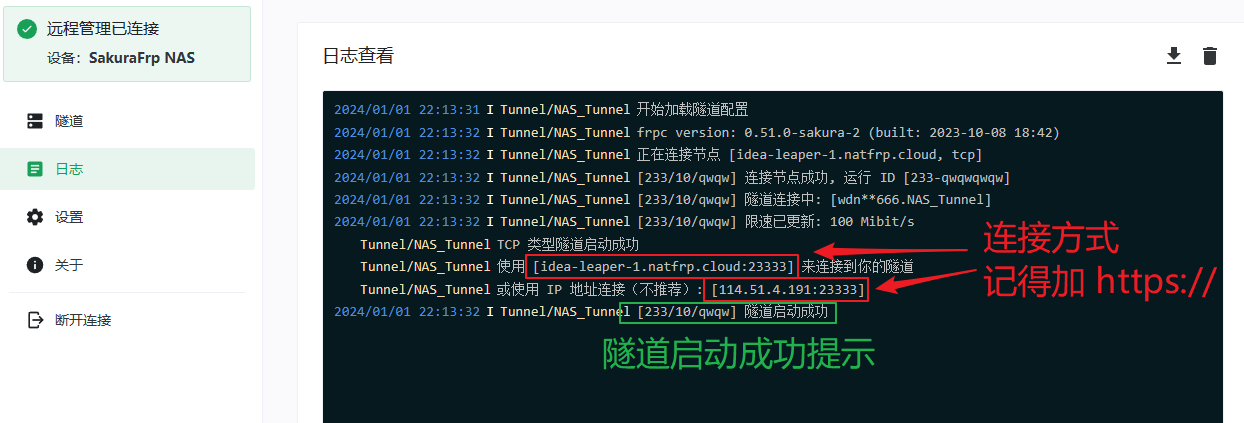 远程管理已连接
设备：SakuraFrp NAS
隧道
日志
设置
关于
断开连接
日志查看
2024/01/01 22:13:31 I Tunnel/NAS_Tunnel 开始加载隧道配置
2024/01/01 22:13:32 I Tunnel/NAS_Tunnel frpc version: 0.51.0-sakura-2 (built: 2023-10-08 18:42)
2024/01/01 22:13:32 I Tunnel/NAS_Tunnel 正在连接节点 [idea-leaper-1.natfrp.cloud, tcp]
2024/01/01 22:13:32 I Tunnel/NAS_Tunnel [233/10/qwqw] 连接节点成功, 运行 ID [233-qwqwqwqw]
2024/01/01 22:13:32 I Tunnel/NAS_Tunnel [233/10/qwqw] 隧道连接中: [wdn**666.NAS_Tunnel]
2024/01/01 22:13:32 I Tunnel/NAS_Tunnel [233/10/qwqw] 限速已更新: 100 Mibit/s
Tunnel/NAS_Tunnel TCP 类型隧道启动成功
Tunnel/NAS_Tunnel 使用 [idea-leaper-1.natfrp.cloud:23333] 来连接到你的隧道
Tunnel/NAS_Tunnel 或使用 IP 地址连接（不推荐）: [114.51.4.191:23333]
2024/01/01 22:13:32 I Tunnel/NAS_Tunnel [233/10/qwqw] 隧道启动成功
连接方式
记得加 https://
隧道启动成功提示